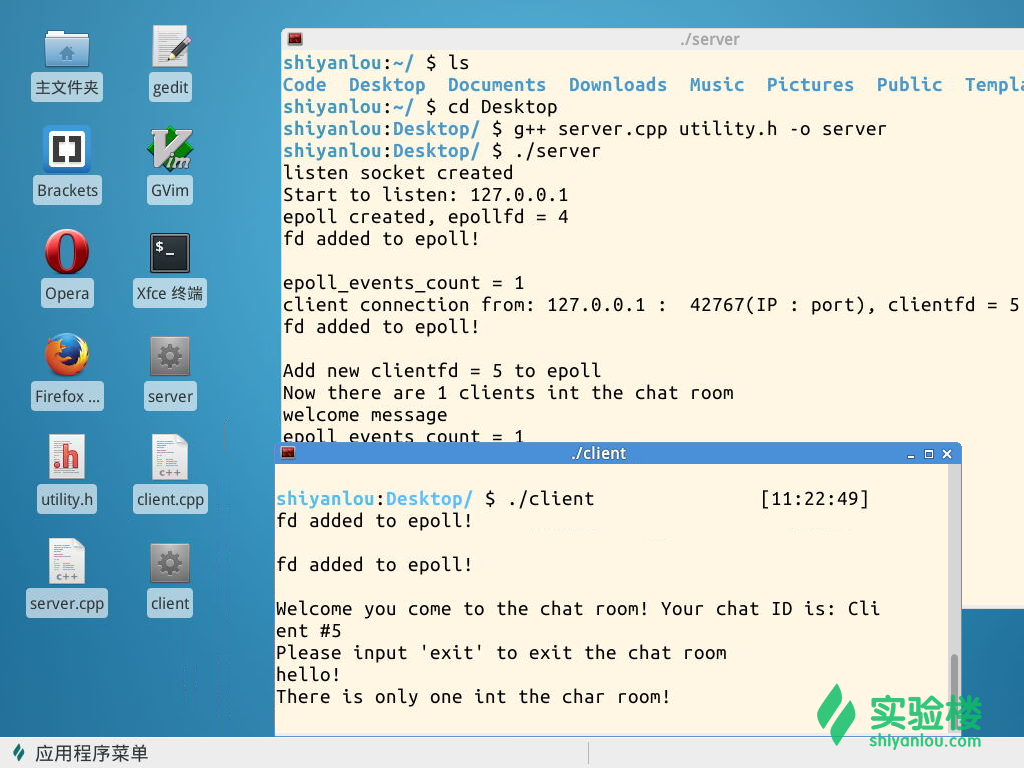 主文件夹
gedit
Brackets
GVim
Opera
Xfce 终端
Firefox ...
server
utility.h
client.cpp
server.cpp
client
./server
shiyanlou:~/ $ ls
Code Desktop Documents Downloads Music Pictures Public Templa
shiyanlou:~/ $ cd Desktop
shiyanlou:Desktop/ $ g++ server.cpp utility.h -o server
shiyanlou:Desktop/ $ ./server
listen socket created
Start to listen: 127.0.0.1
epoll created, epollfd = 4
fd added to epoll!
epoll_events_count = 1
client connection from: 127.0.0.1 :  42767(IP : port), clientfd = 5
fd added to epoll!
Add new clientfd = 5 to epoll
Now there are 1 clients int the chat room
welcome message
epoll_events_count = 1
./client
shiyanlou:Desktop/ $ ./client [11:22:49]
fd added to epoll!
fd added to epoll!
Welcome you come to the chat room! Your chat ID is: Cli
ent #5
Please input 'exit' to exit the chat room
hello!
There is only one int the char room!
实验楼
shiyanlou.com
应用程序菜单